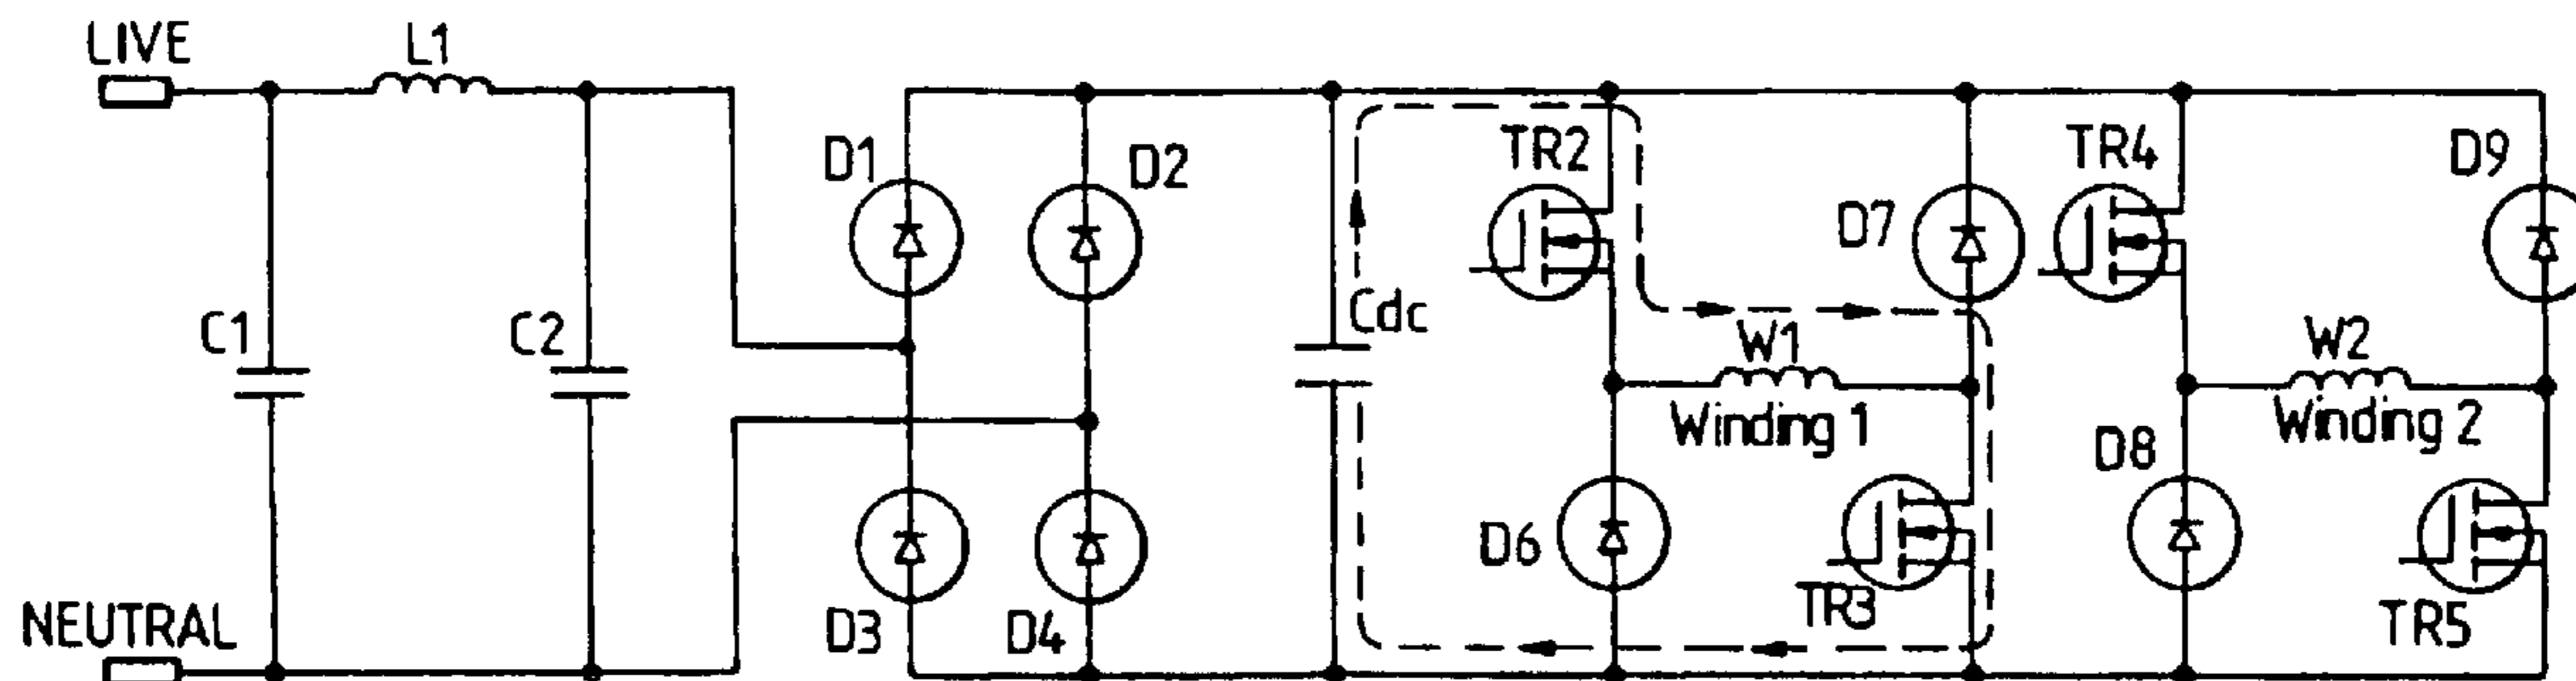 LIVE
L1
C1
C2
NEUTRAL
D1
D2
D3
D4
Cdc
TR2
D7
W1
Winding 1
D6
TR3
TR4
D9
W2
Winding 2
D8
TR5